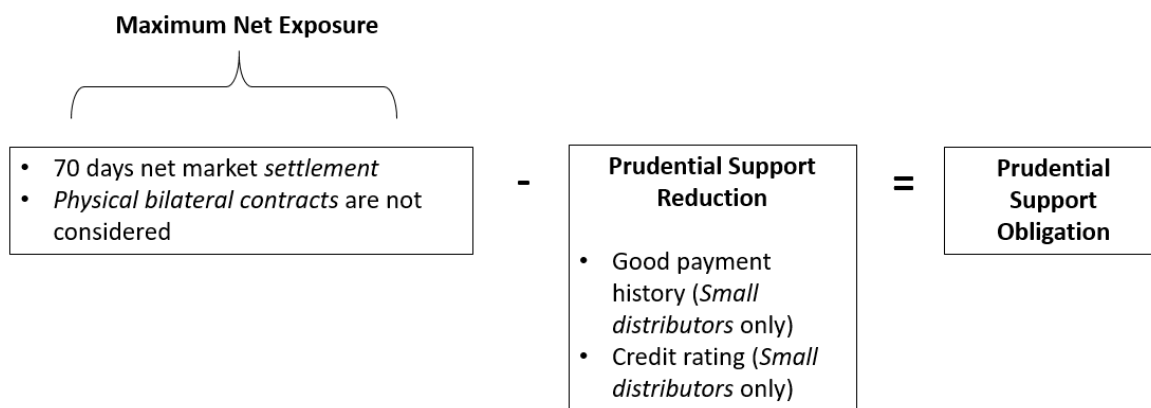 Maximum Net Exposure
• 70 days net market settlement
• Physical bilateral contracts are not
considered
-
Prudential Support
Reduction
• Good payment
history (Small
distributors only)
• Credit rating (Small
distributors only)
=
Prudential
Support
Obligation